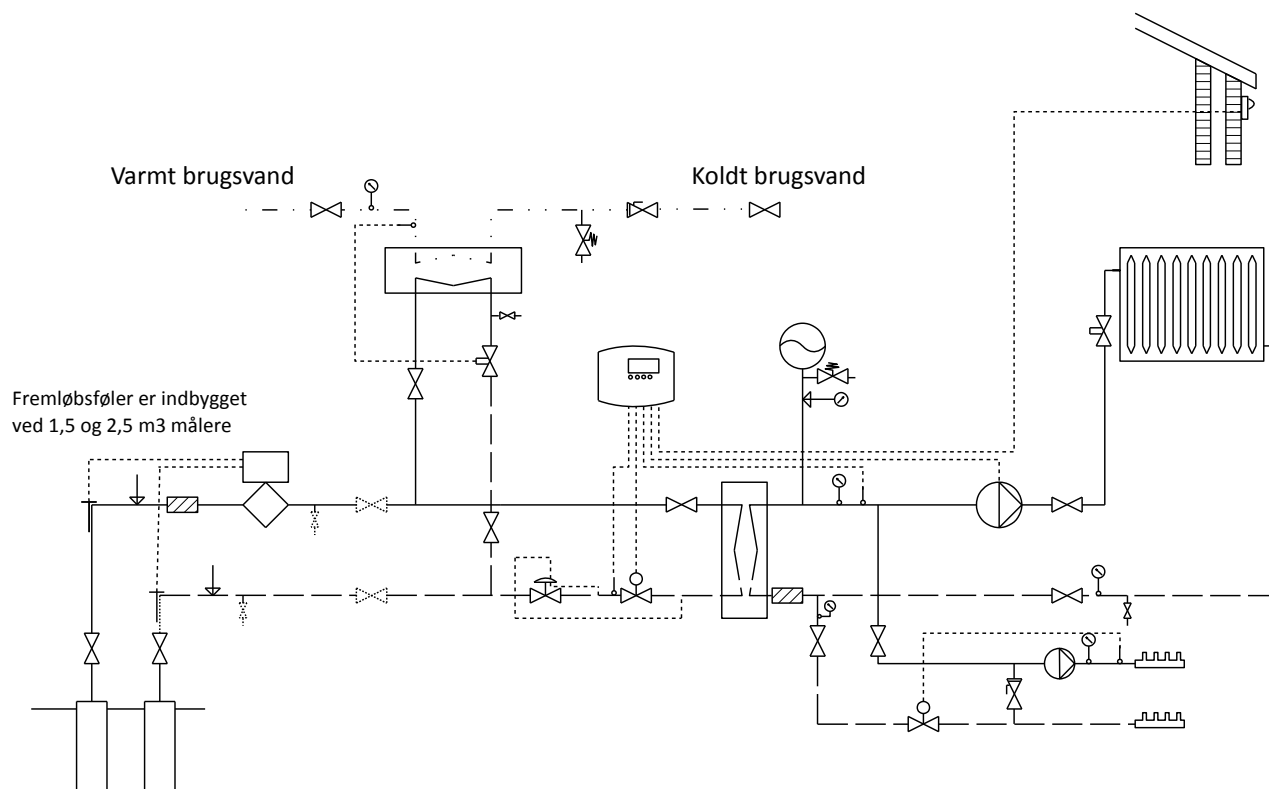 Varmt brugsvand
Koldt brugsvand
Fremløbsføler er indbygget
ved 1,5 og 2,5 m3 målere